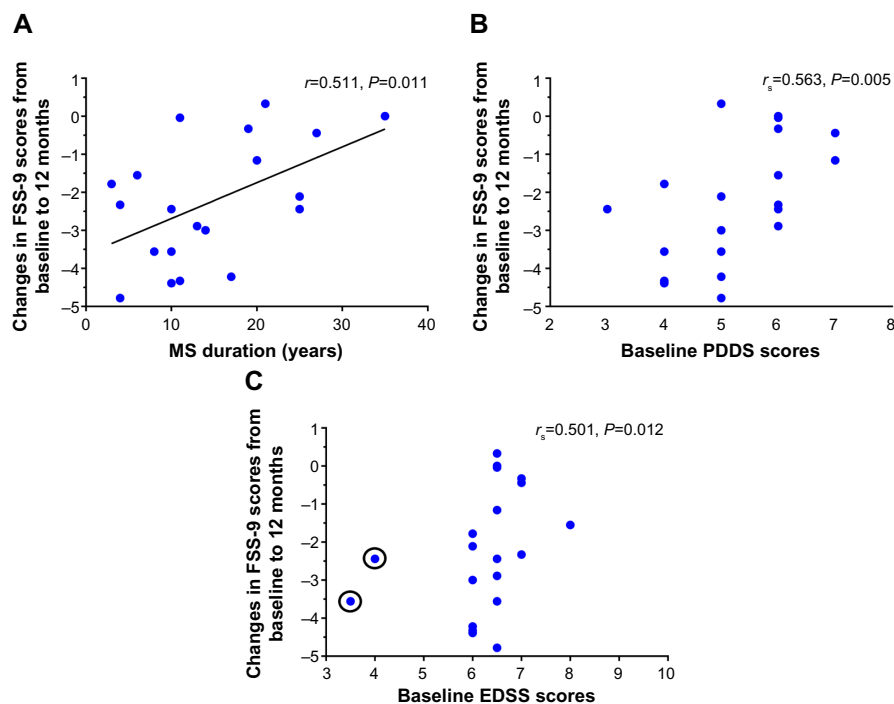 A
r=0.511, P=0.011
Changes in FSS-9 scores from
baseline to 12 months
1
0
–1
–2
–3
–4
–5
0
10
20
30
40
MS duration (years)
B
rs=0.563, P=0.005
Changes in FSS-9 scores from
baseline to 12 months
1
0
–1
–2
–3
–4
–5
2
3
4
5
6
7
8
Baseline PDDS scores
C
rs=0.501, P=0.012
Changes in FSS-9 scores from
baseline to 12 months
1
0
–1
–2
–3
–4
–5
3
4
5
6
7
8
9
10
Baseline EDSS scores